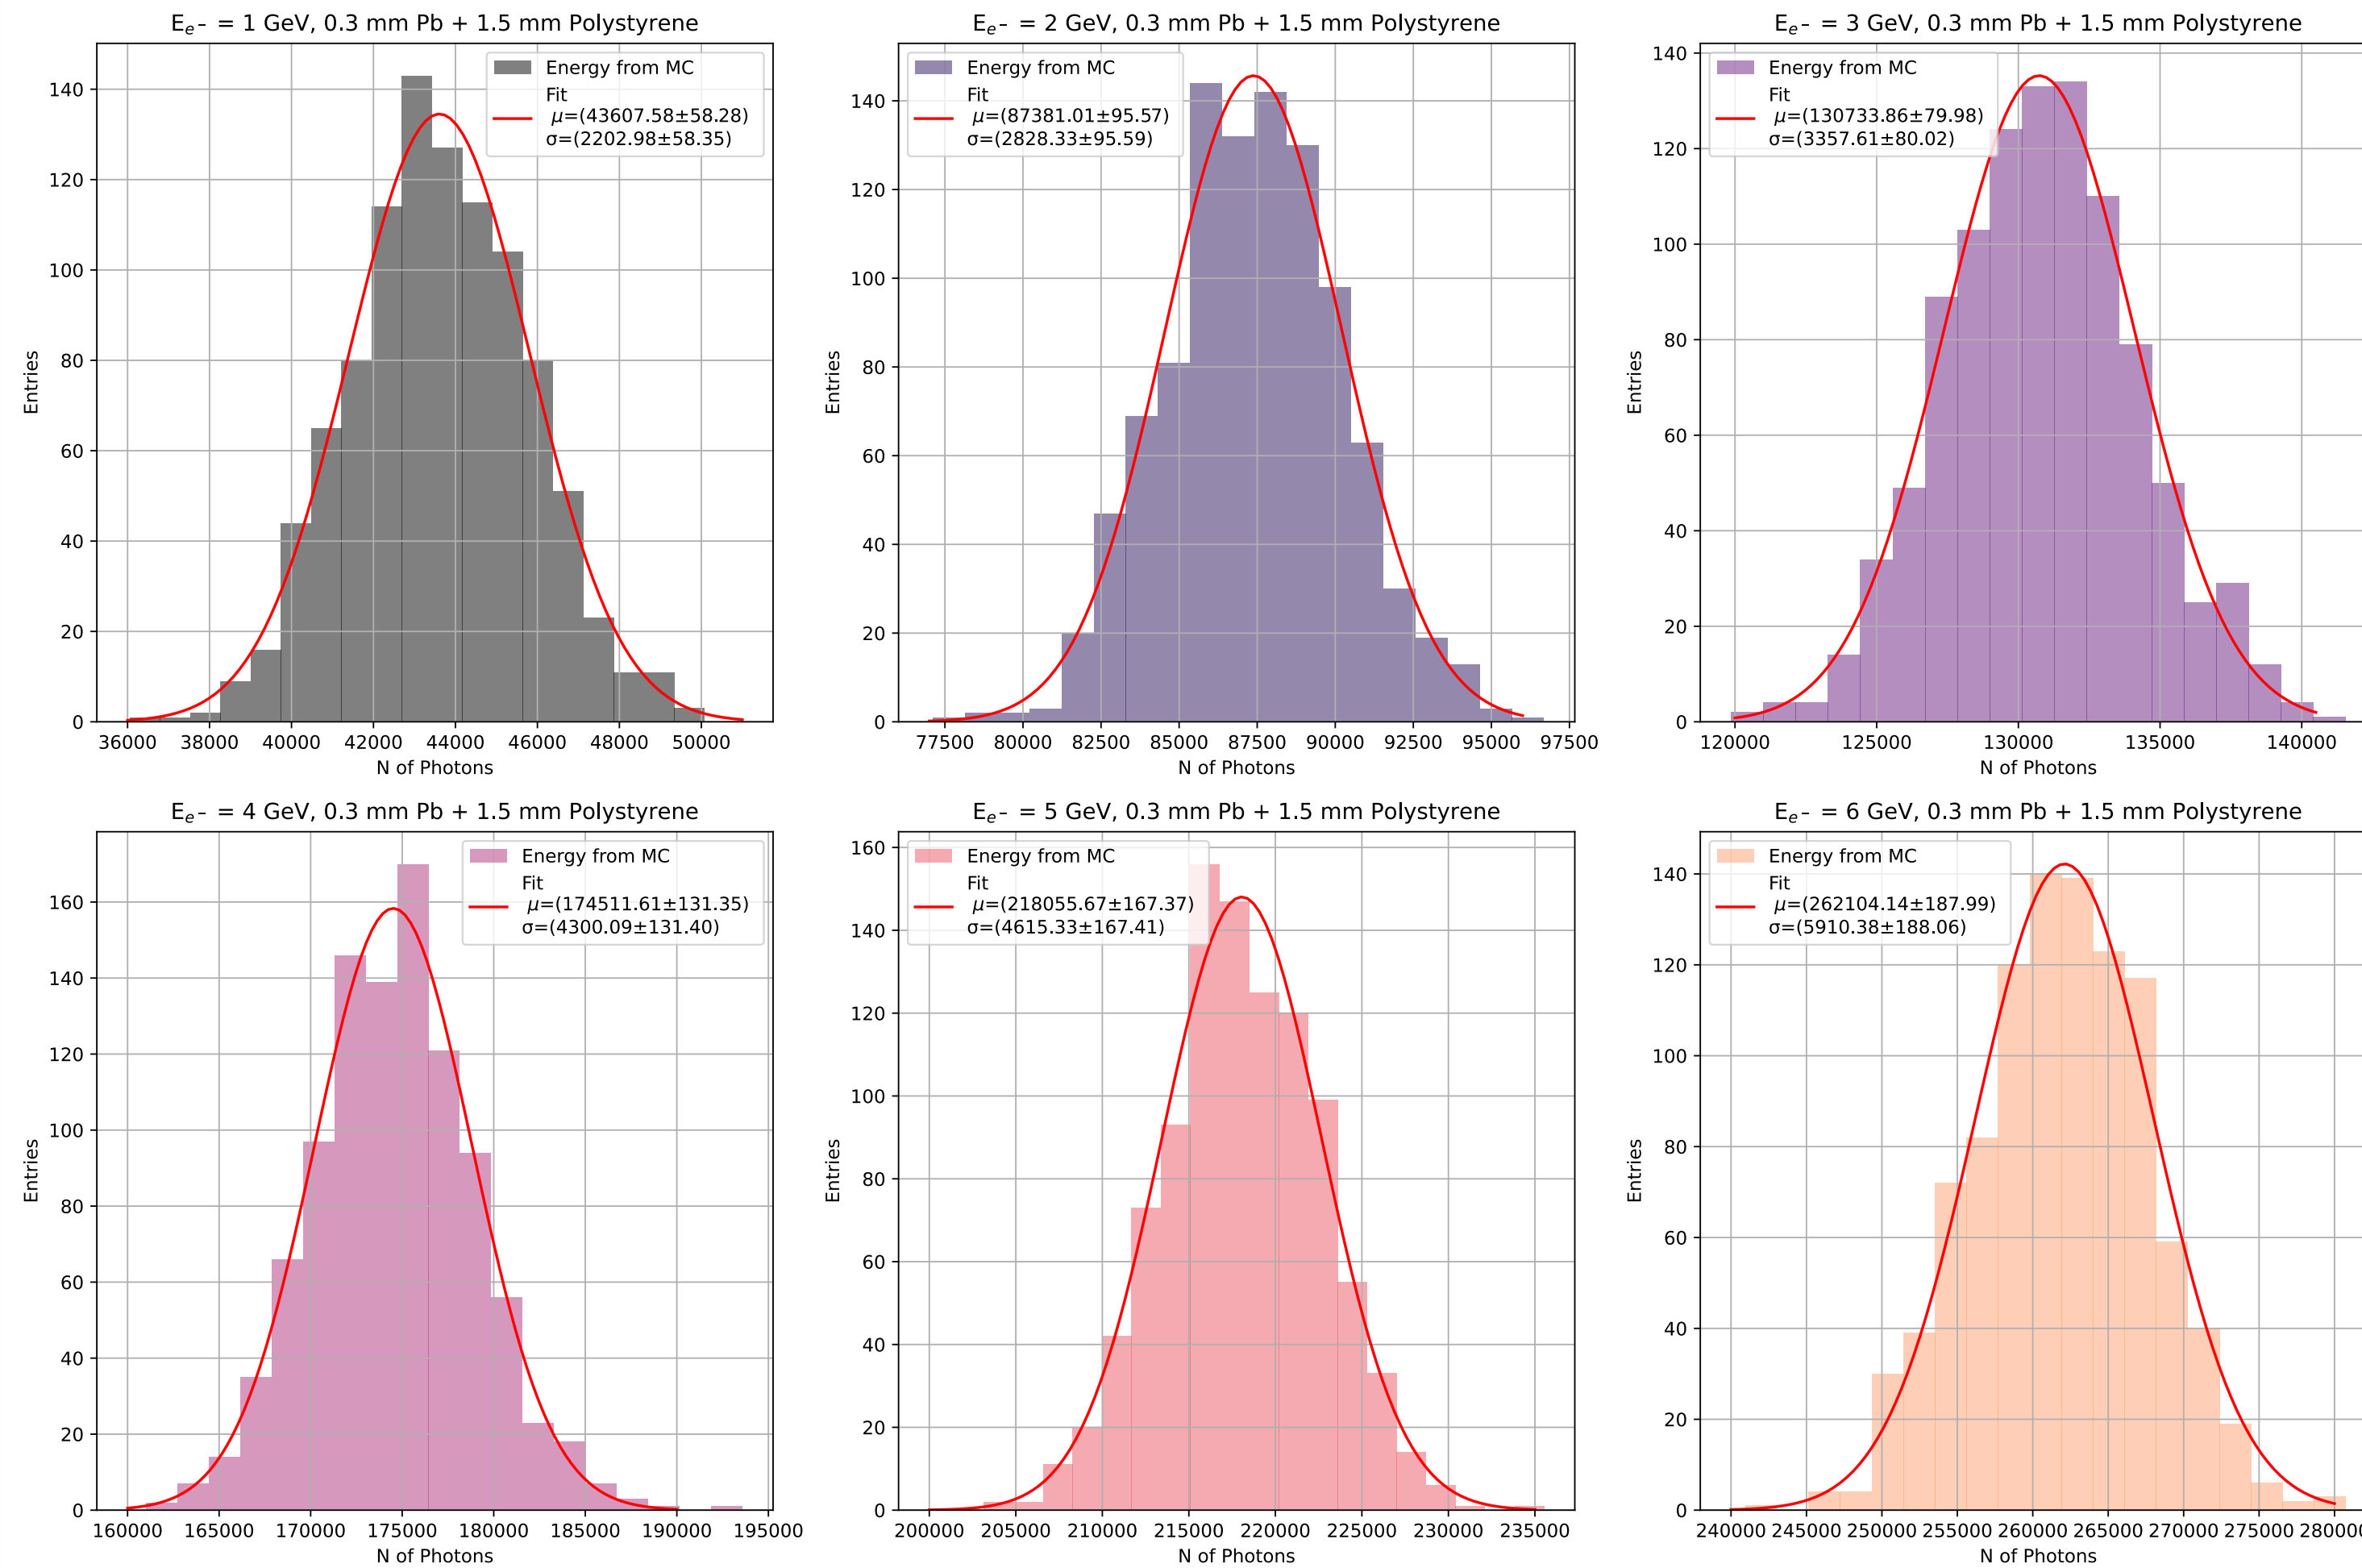 E_e⁻ = 1 GeV, 0.3 mm Pb + 1.5 mm Polystyrene
Energy from MC
Fit
μ=(43607.58±58.28)
σ=(2202.98±58.35)
Entries
0
20
40
60
80
100
120
140
36000 38000 40000 42000 44000 46000 48000 50000
N of Photons
E_e⁻ = 2 GeV, 0.3 mm Pb + 1.5 mm Polystyrene
Energy from MC
Fit
μ=(87381.01±95.57)
σ=(2828.33±95.59)
Entries
0
20
40
60
80
100
120
140
77500 80000 82500 85000 87500 90000 92500 95000 97500
N of Photons
E_e⁻ = 3 GeV, 0.3 mm Pb + 1.5 mm Polystyrene
Energy from MC
Fit
μ=(130733.86±79.98)
σ=(3357.61±80.02)
Entries
0
20
40
60
80
100
120
140
120000 125000 130000 135000 140000
N of Photons
E_e⁻ = 4 GeV, 0.3 mm Pb + 1.5 mm Polystyrene
Energy from MC
Fit
μ=(174511.61±131.35)
σ=(4300.09±131.40)
Entries
0
20
40
60
80
100
120
140
160
160000 165000 170000 175000 180000 185000 190000 195000
N of Photons
E_e⁻ = 5 GeV, 0.3 mm Pb + 1.5 mm Polystyrene
Energy from MC
Fit
μ=(218055.67±167.37)
σ=(4615.33±167.41)
Entries
0
20
40
60
80
100
120
140
160
200000 205000 210000 215000 220000 225000 230000 235000
N of Photons
E_e⁻ = 6 GeV, 0.3 mm Pb + 1.5 mm Polystyrene
Energy from MC
Fit
μ=(262104.14±187.99)
σ=(5910.38±188.06)
Entries
0
20
40
60
80
100
120
140
240000 245000 250000 255000 260000 265000 270000 275000
N of Photons